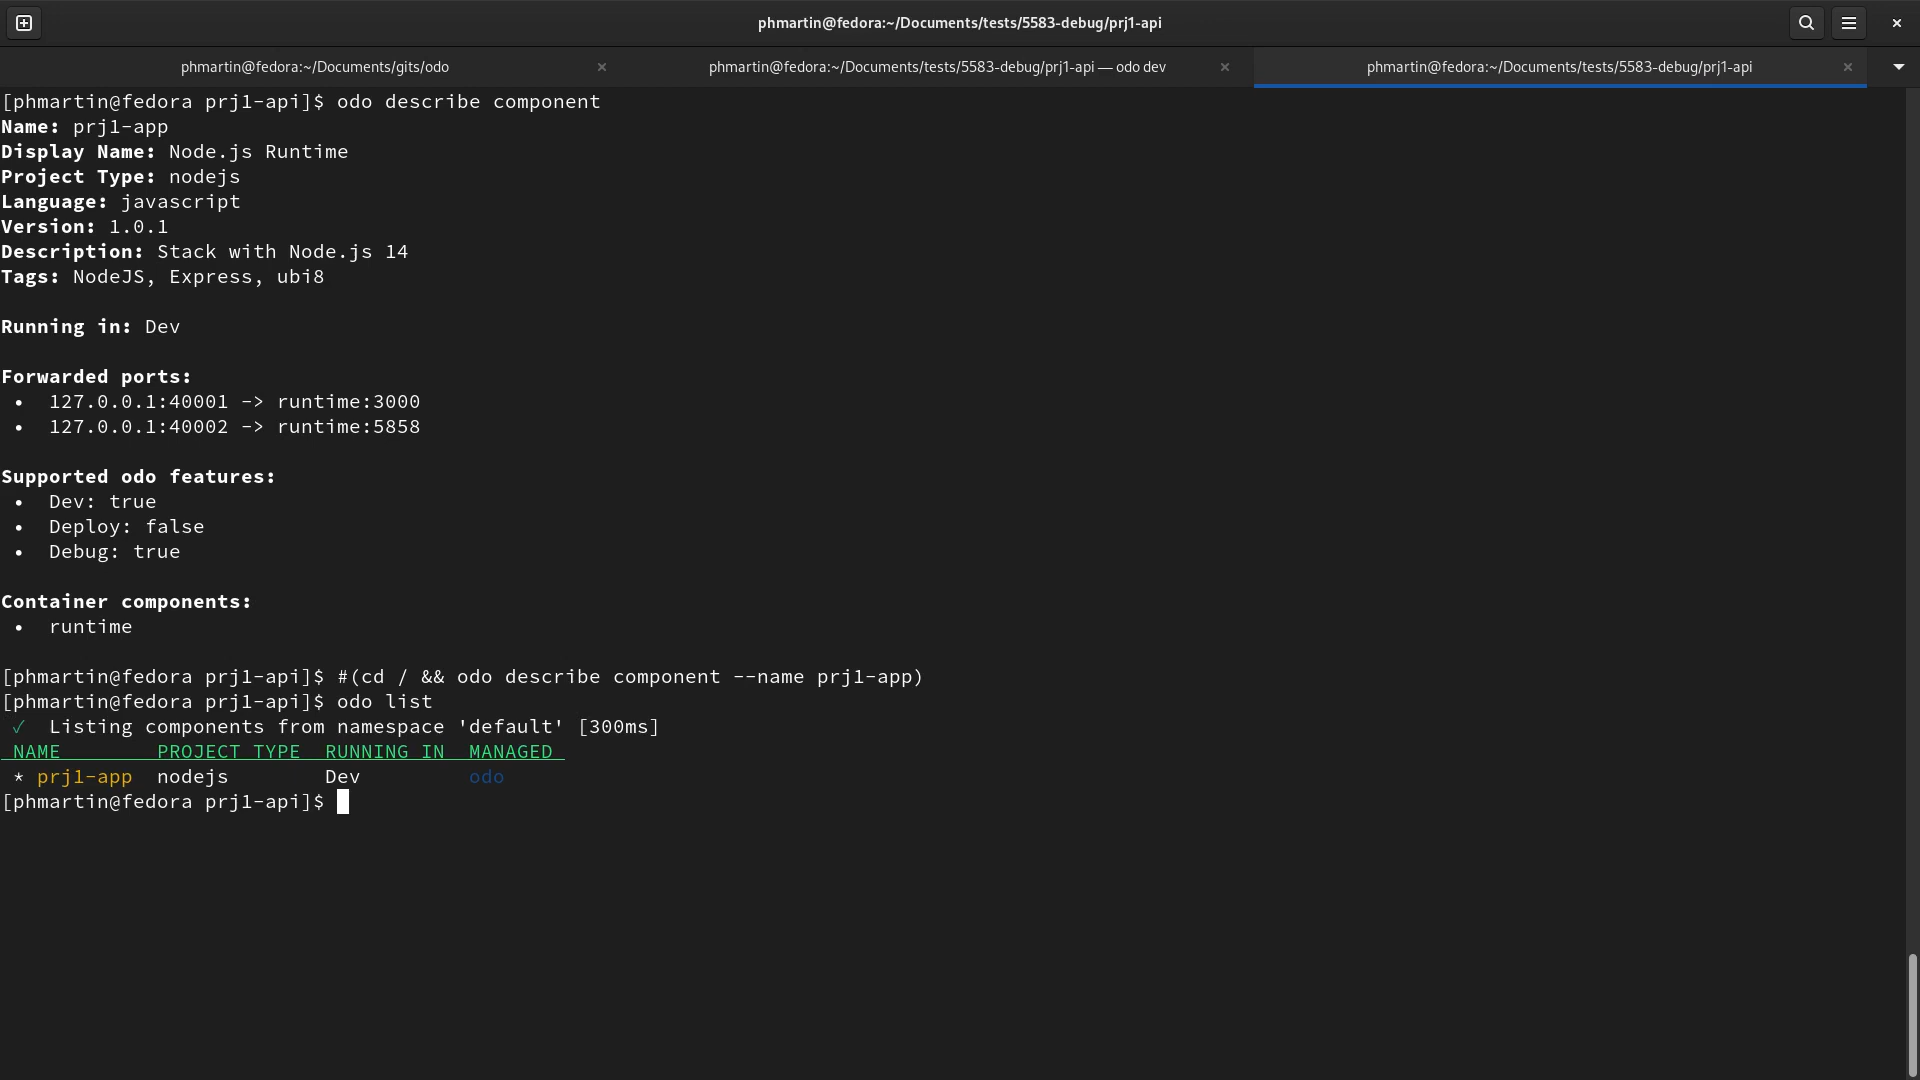 phmartin@fedora:~/Documents/tests/5583-debug/prj1-api
phmartin@fedora:~/Documents/gits/odo
phmartin@fedora:~/Documents/tests/5583-debug/prj1-api — odo dev
phmartin@fedora:~/Documents/tests/5583-debug/prj1-api
[phmartin@fedora prj1-api]$ odo describe component
Name: prj1-app
Display Name: Node.js Runtime
Project Type: nodejs
Language: javascript
Version: 1.0.1
Description: Stack with Node.js 14
Tags: NodeJS, Express, ubi8
Running in: Dev
Forwarded ports:
• 127.0.0.1:40001 -> runtime:3000
• 127.0.0.1:40002 -> runtime:5858
Supported odo features:
• Dev: true
• Deploy: false
• Debug: true
Container components:
• runtime
[phmartin@fedora prj1-api]$ #(cd / && odo describe component --name prj1-app)
[phmartin@fedora prj1-api]$ odo list
✓ Listing components from namespace 'default' [300ms]
NAME PROJECT TYPE RUNNING IN MANAGED
* prj1-app nodejs Dev odo
[phmartin@fedora prj1-api]$